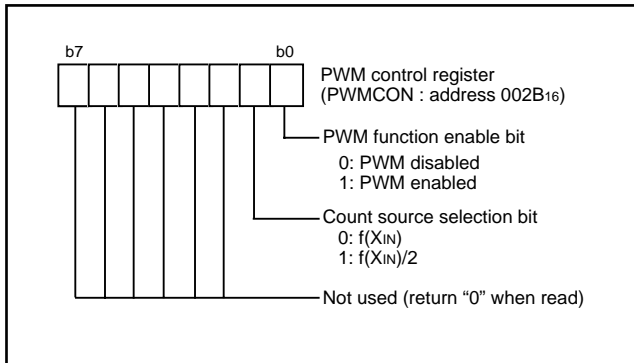 b7 b0
PWM control register
(PWMCON : address 002B16)
PWM function enable bit
0: PWM disabled
1: PWM enabled
Count source selection bit
0: f(XIN)
1: f(XIN)/2
Not used (return “0” when read)